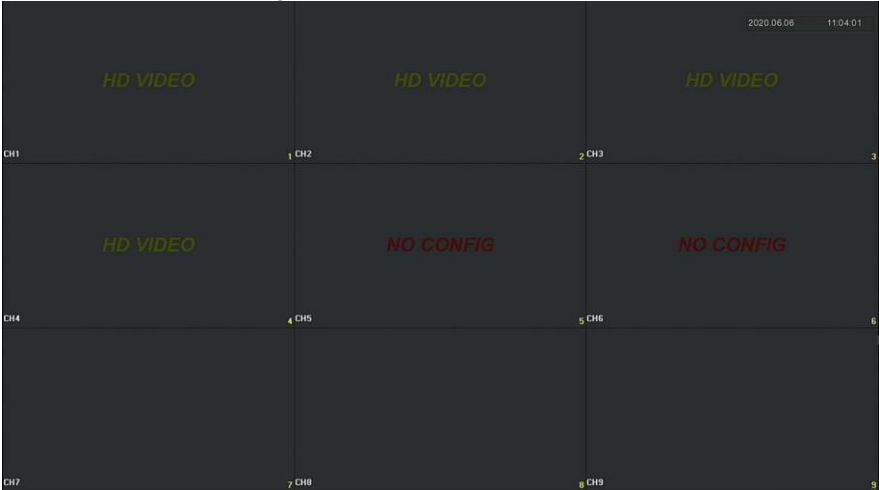 2020.06.06 11:04:01
HD VIDEO HD VIDEO HD VIDEO
CH1 1 CH2 2 CH3 3
HD VIDEO NO CONFIG NO CONFIG
CH4 4 CH5 5 CH6 6
CH7 7 CH8 8 CH9 9